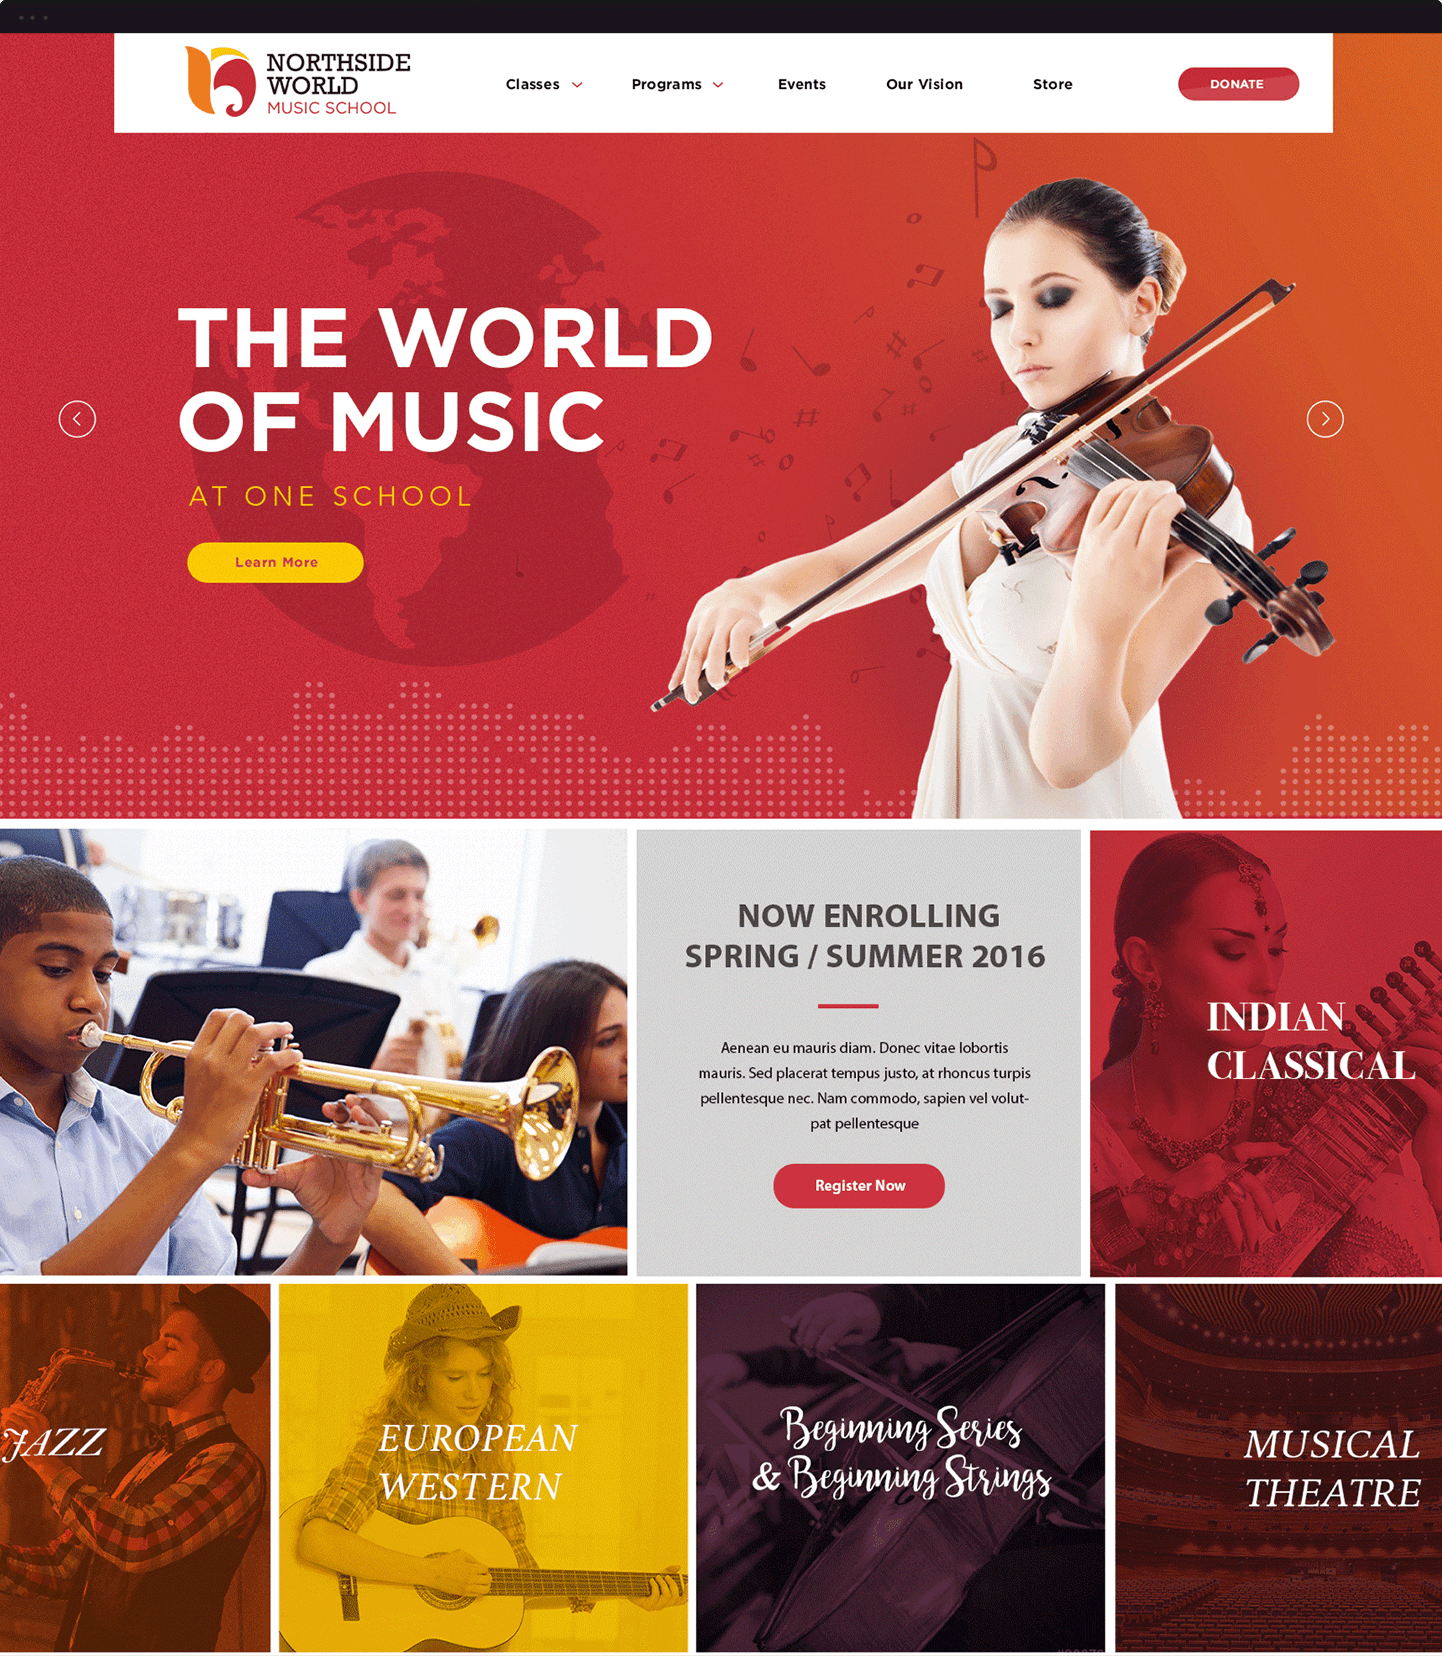 NORTHSIDE
WORLD
MUSIC SCHOOL
Classes
Programs
Events
Our Vision
Store
DONATE
THE WORLD
OF MUSIC
AT ONE SCHOOL
Learn More
NOW ENROLLING
SPRING / SUMMER 2016
Aenean eu mauris diam. Donec vitae lobortis
mauris. Sed placerat tempus justo, at rhoncus turpis
pellentesque nec. Nam commodo, sapien vel volut-
pat pellentesque
Register Now
INDIAN
CLASSICAL
JAZZ
EUROPEAN
WESTERN
Beginning Series
& Beginning Strings
MUSICAL
THEATRE